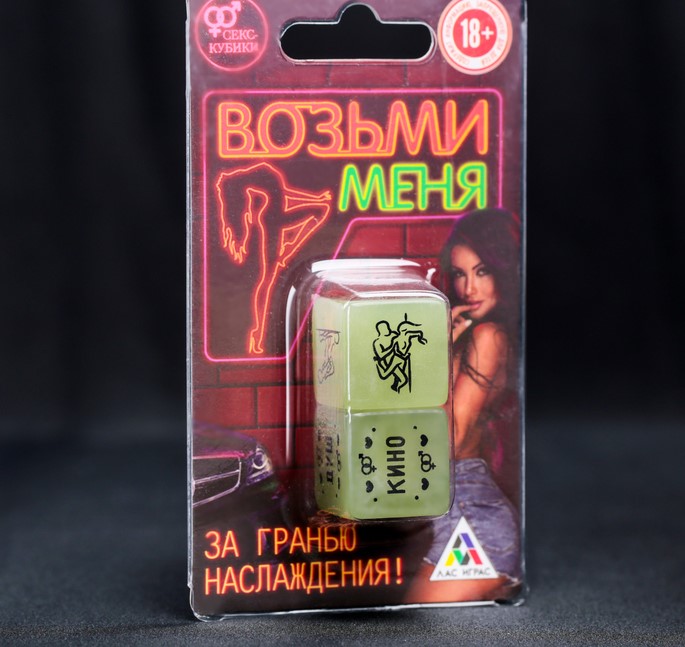 СЕКС-
КУБИКИ
18+
ВОЗЬМИ
МЕНЯ
КИНО
ЗА ГРАНЬЮ
НАСЛАЖДЕНИЯ!
ЛАС ИГРАС